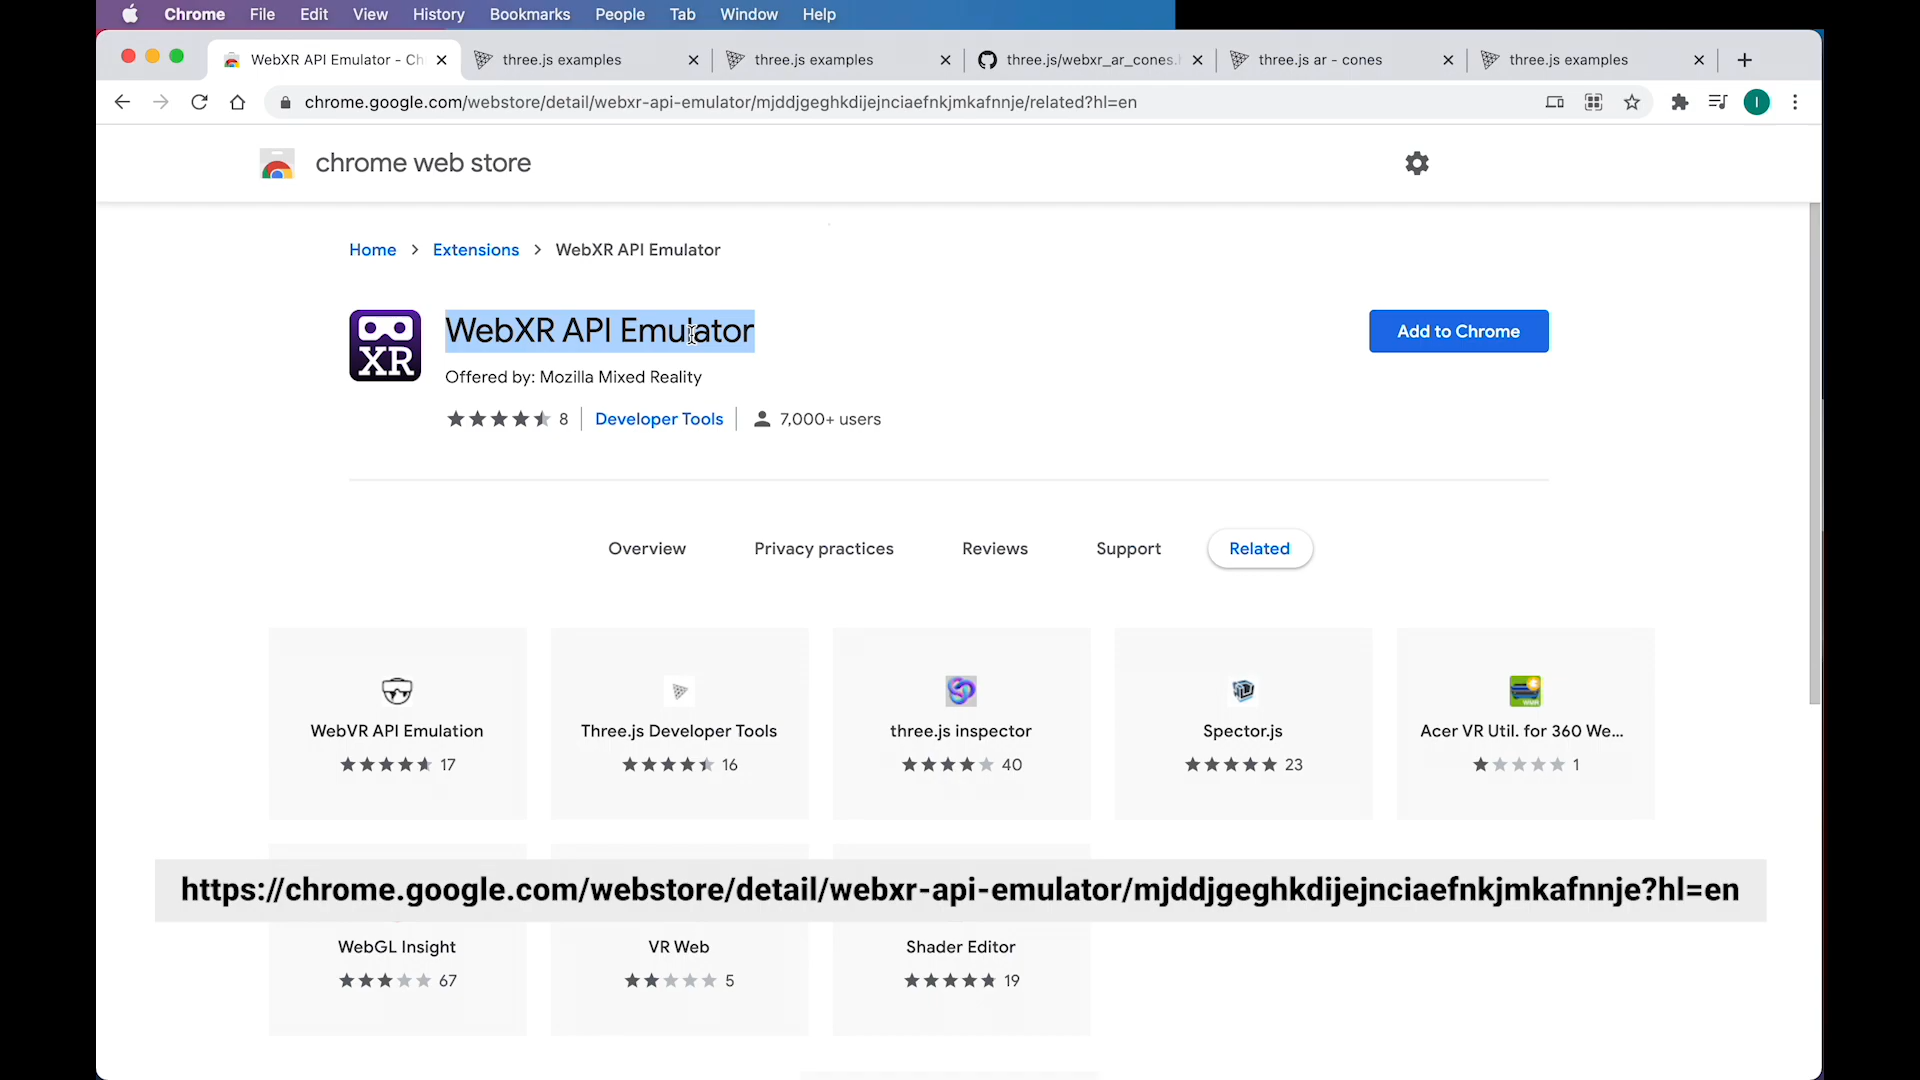 Chrome File Edit View History Bookmarks People Tab Window Help
WebXR API Emulator - Ch three.js examples three.js examples three.js/webxr_ar_cones.h three.js ar - cones three.js examples
chrome.google.com/webstore/detail/webxr-api-emulator/mjddjgeghkdijejnciaefnkjmkafnnje/related?hl=en I
chrome web store
Home > Extensions > WebXR API Emulator
XR
WebXR API Emulator
Add to Chrome
Offered by: Mozilla Mixed Reality
8 Developer Tools 7,000+ users
Overview Privacy practices Reviews Support Related
WebVR API Emulation Three.js Developer Tools three.js inspector Spector.js Acer VR Util. for 360 We...
17 16 40 23 1
https://chrome.google.com/webstore/detail/webxr-api-emulator/mjddjgeghkdijejnciaefnkjmkafnnje?hl=en
WebGL Insight VR Web Shader Editor
67 5 19